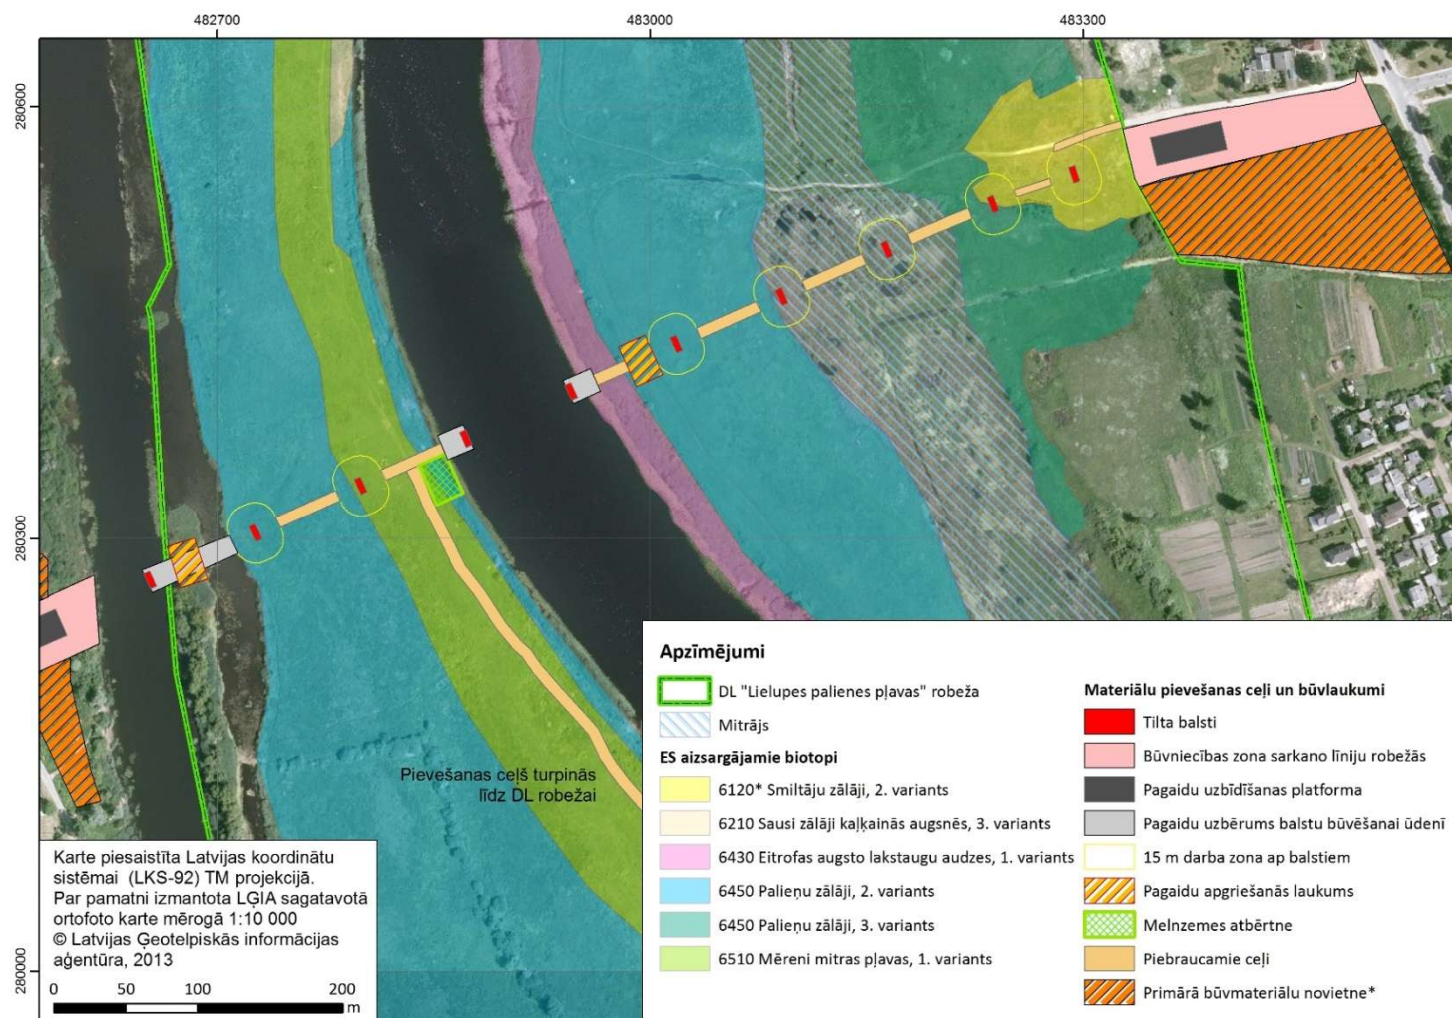 482700
483000
483300
280600
280300
280000
Pievešanas ceļš turpinās
līdz DL robežai
Karte piesaistīta Latvijas koordinātu
sistēmai (LKS-92) TM projekcijā.
Par pamatni izmantota LĢIA sagatavotā
ortofoto karte mērogā 1:10 000
© Latvijas Ģeotelpiskās informācijas
aģentūra, 2013
0 50 100 200
m
Apzīmējumi
DL "Lielupes palienes pļavas" robeža
Mitrājs
ES aizsargājamie biotopi
6120* Smiltāju zālāji, 2. variants
6210 Sausi zālāji kaļķainās augsnēs, 3. variants
6430 Eitrofas augsto lakstaugu audzes, 1. variants
6450 Palieņu zālāji, 2. variants
6450 Palieņu zālāji, 3. variants
6510 Mēreni mitras pļavas, 1. variants
Materiālu pievešanas ceļi un būvlaukumi
Tilta balsti
Būvniecības zona sarkano līniju robežās
Pagaidu uzbīdīšanas platforma
Pagaidu uzbērums balstu būvēšanai ūdenī
15 m darba zona ap balstiem
Pagaidu apgriešanās laukums
Melnzemes atbērtne
Piebraucamie ceļi
Primārā būvmateriālu novietne*